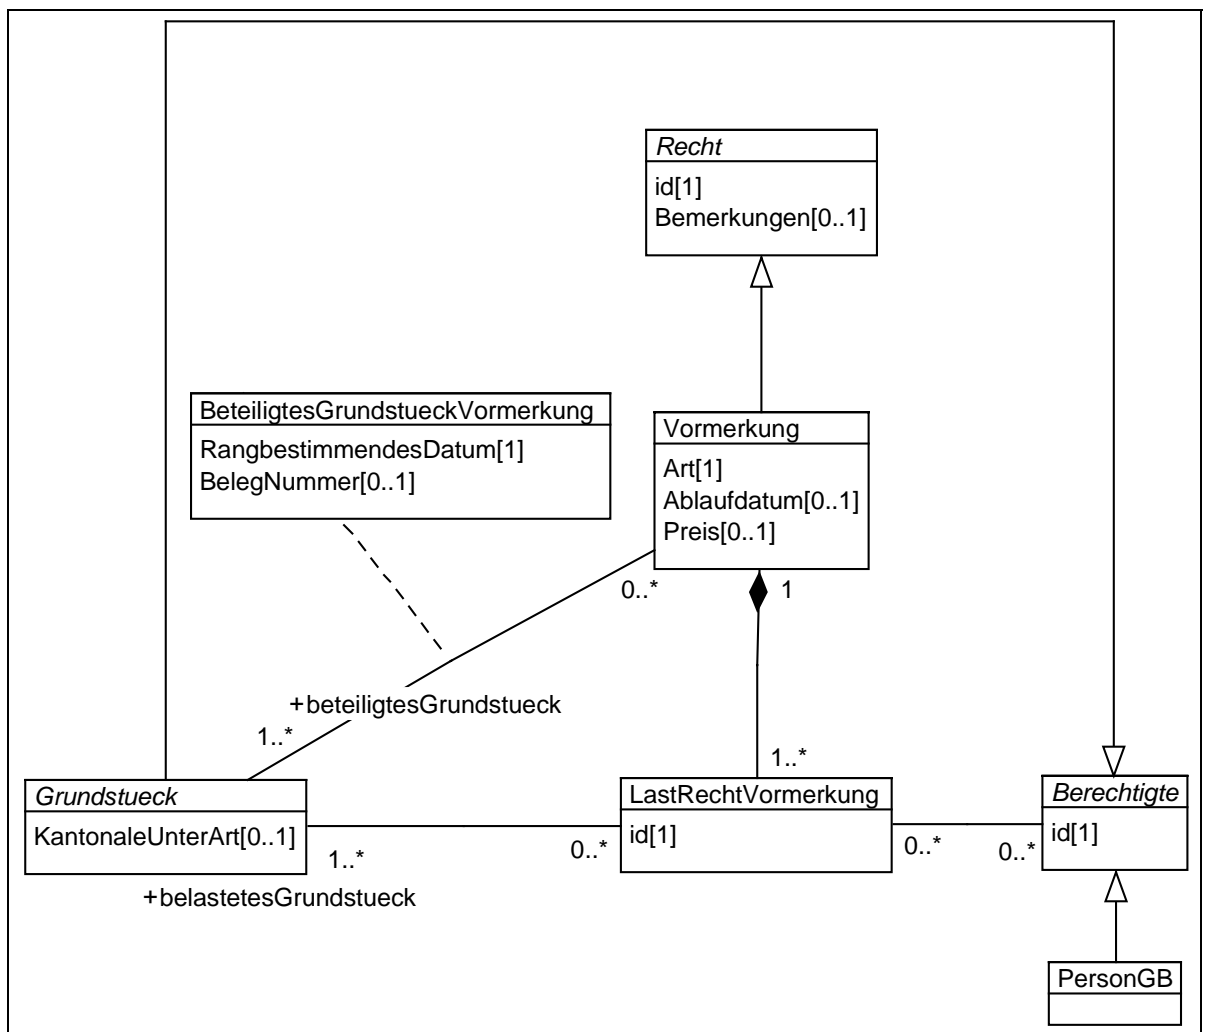 Recht
id[1]
Bemerkungen[0..1]
BeteiligtesGrundstueckVormerkung
RangbestimmendesDatum[1]
BelegNummer[0..1]
Vormerkung
Art[1]
Ablaufdatum[0..1]
Preis[0..1]
0..*
1
+beteiligtesGrundstueck
1..*
1..*
Grundstueck
KantonaleUnterArt[0..1]
LastRechtVormerkung
id[1]
Berechtigte
id[1]
1..*
0..*
0..*
0..*
+belastetesGrundstueck
PersonGB